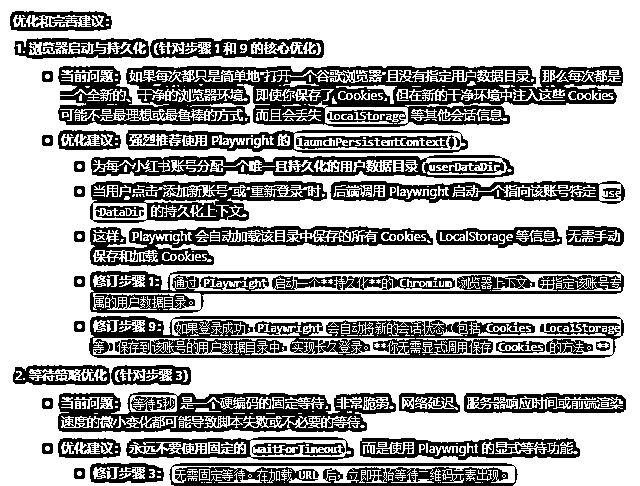 优化和完善建议：
1. 浏览器启动与持久化（针对步骤 1 和 9 的核心优化）
当前问题： 如果每次都只是简单地"打开一个谷歌浏览器"且没有指定用户数据目录，那么每次都是
一个全新的、干净的浏览器环境。即使你保存了 Cookies，但在新的干净环境中注入这些 Cookies
可能不是最理想或最鲁棒的方式，而且会丢失 localStorage 等其他会话信息。
优化建议： 强烈推荐使用 Playwright 的 launchPersistentContext()。
为每个小红书账号分配一个唯一且持久化的用户数据目录 (userDataDir)。
当用户点击"添加新账号"或"重新登录"时，后端调用 Playwright 启动一个指向该账号特定 use
rDataDir 的持久化上下文。
这样，Playwright 会自动加载该目录中保存的所有 Cookies、LocalStorage 等信息，无需手动
保存和加载 Cookies。
修订步骤 1： 通过 Playwright 启动一个**持久化**的 Chromium 浏览器上下文，并指定该账号专
属的用户数据目录。
修订步骤 9： 如果登录成功，Playwright 会自动将新的会话状态（包括 Cookies, LocalStorage
等）保存到该账号的用户数据目录中，实现长久登录。**你无需显式调用保存 Cookies 的方法。**
2. 等待策略优化（针对步骤 3）
当前问题： 等待5秒 是一个硬编码的固定等待，非常脆弱。网络延迟、服务器响应时间或前端渲染
速度的微小变化都可能导致脚本失败或不必要的等待。
优化建议： 永远不要使用固定的 waitForTimeout。 而是使用 Playwright 的显式等待功能。
修订步骤 3： 无需固定等待。在加载 URL 后，立即开始等待二维码元素出现。